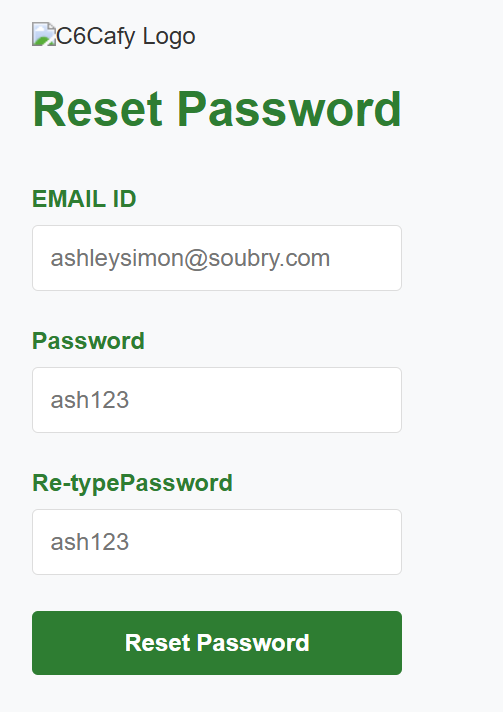 C6Cafy Logo
Reset Password
EMAIL ID
ashleysimon@soubry.com
Password
ash123
Re-typePassword
ash123
Reset Password